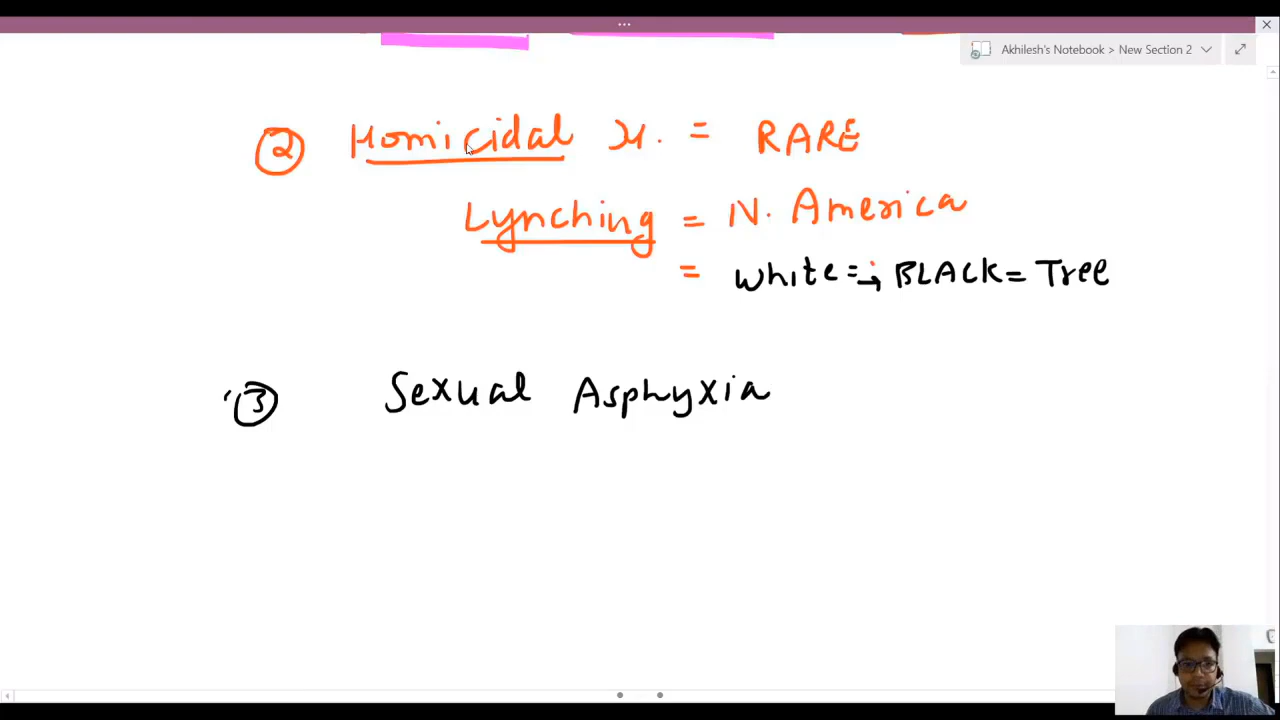 ...
Akhilesh's Notebook > New Section 2
② Homicidal H. = RARE
Lynching = N. America
= White = → BLACK = Tree
③ Sexual Asphyxia